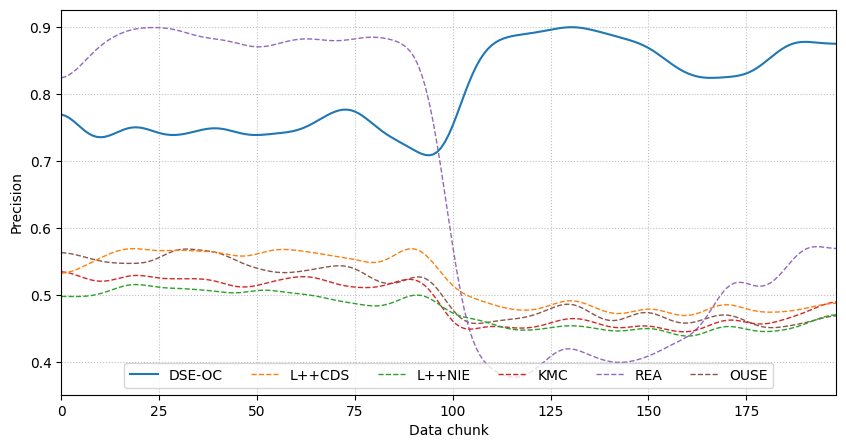 0.9
0.8
0.7
0.6
0.5
0.4
Precision
DSE-OC L++CDS L++NIE KMC REA OUSE
0 25 50 75 100 125 150 175
Data chunk